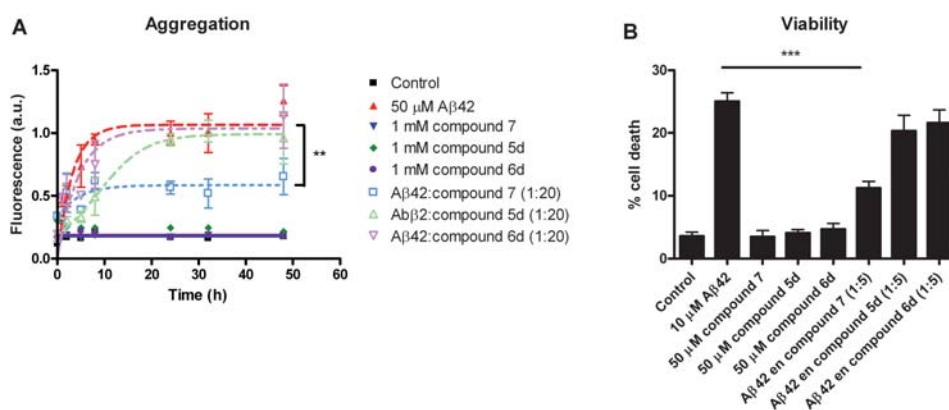 A
Aggregation
Fluorescence (a.u.)
1.5
1.0
0.5
0.0
0 10 20 30 40 50 60
Time (h)
**
Control
50 μM Aβ42
1 mM compound 7
1 mM compound 5d
1 mM compound 6d
Aβ42:compound 7 (1:20)
Abβ2:compound 5d (1:20)
Aβ42:compound 6d (1:20)
B
Viability
% cell death
30
20
10
0
***
Control
10 μM Aβ42
50 μM compound 7
50 μM compound 5d
50 μM compound 6d
Aβ42 en compound 7 (1:5)
Aβ42 en compound 5d (1:5)
Aβ42 en compound 6d (1:5)